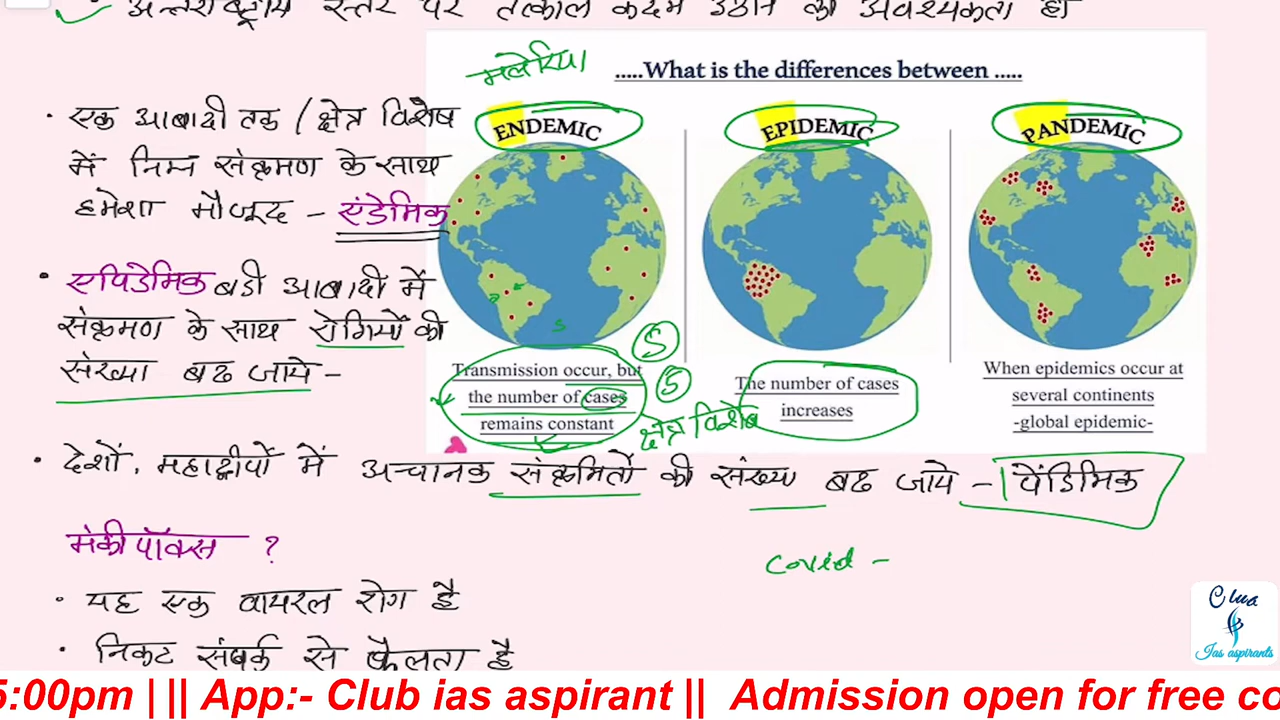 अन्तर्राष्ट्रीय स्तर पर तत्काल कदम उठाने की आवश्यकता हो
मलेरिया
.....What is the differences between .....
• एक आबादी तक / क्षेत्र विशेष
में निम्न संक्रमण के साथ
हमेशा मौजूद - एंडेमिक
• एपिडेमिक बडी आबादी में
संक्रमण के साथ रोगियों की
संख्या बढ जाये -
ENDEMIC
EPIDEMIC
PANDEMIC
S
S
5
Transmission occur, but
the number of cases
remains constant
क्षेत्र विशेष
The number of cases
increases
When epidemics occur at
several continents
-global epidemic-
• देशों, महाद्वीपों में अचानक संक्रमितों की संख्या बढ जाये - पेंडिमिक
मंकीपॉक्स ?
covid -
• यह एक वायरल रोग है
• निकट संपर्क से फैलता है
Club
Ias aspirants
5:00pm | || App:- Club ias aspirant || Admission open for free co